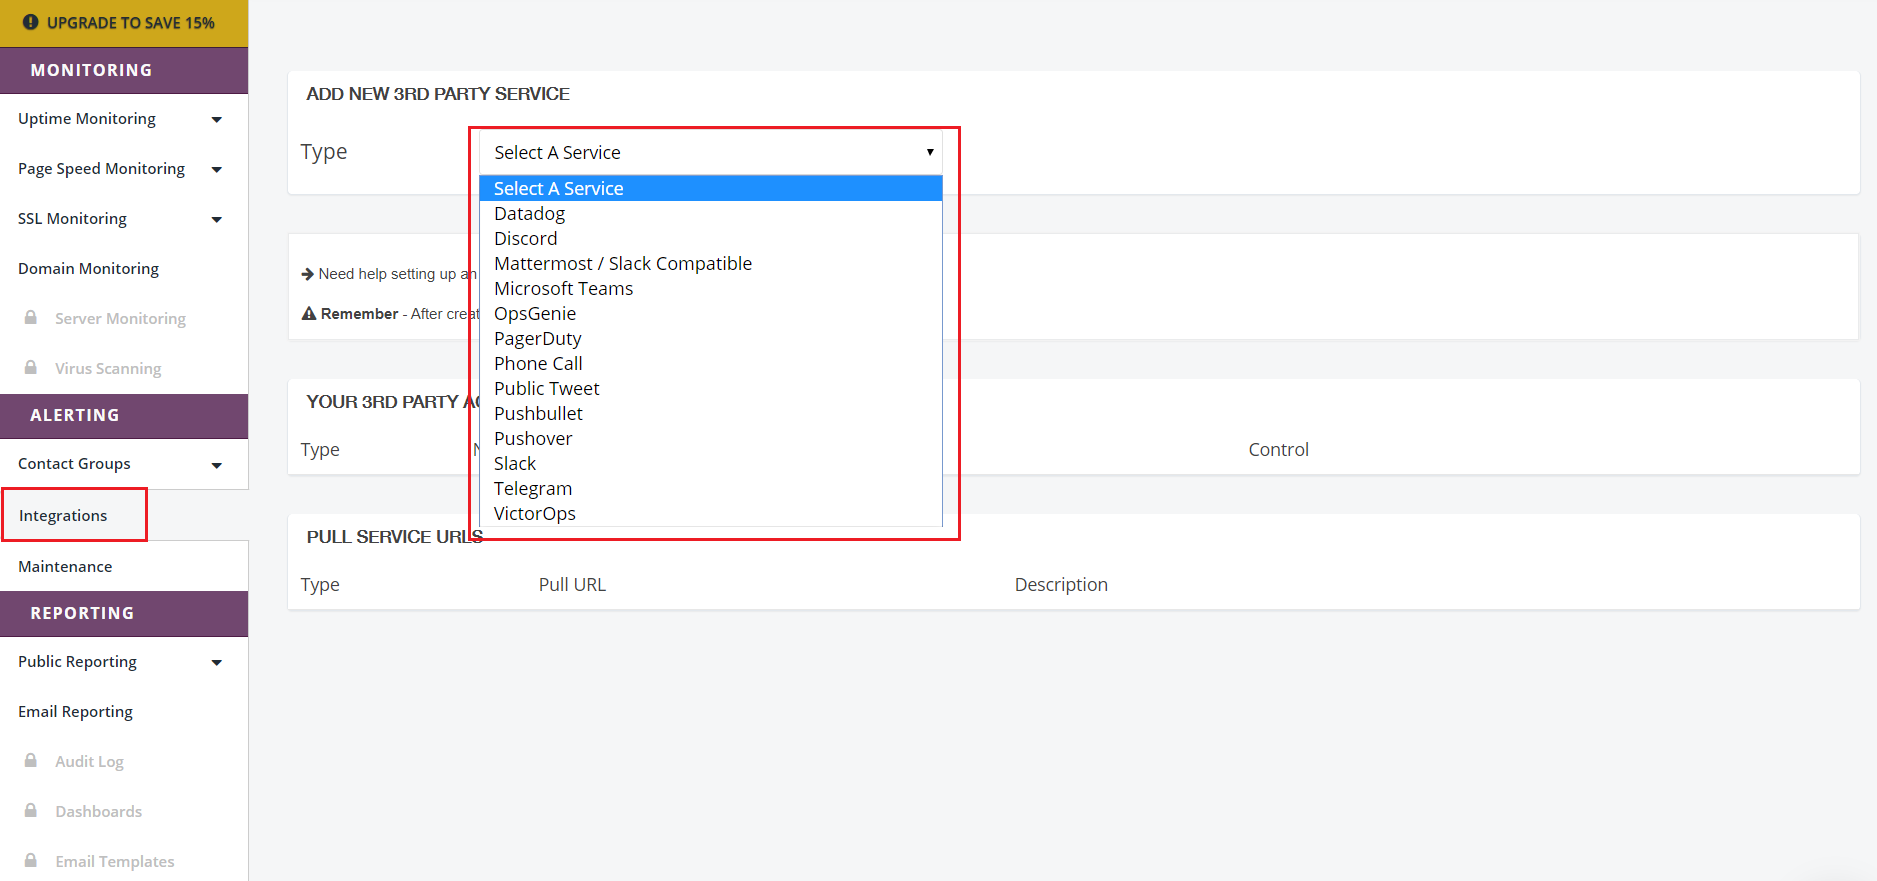 UPGRADE TO SAVE 15%
MONITORING
Uptime Monitoring
Page Speed Monitoring
SSL Monitoring
Domain Monitoring
Server Monitoring
Virus Scanning
ALERTING
Contact Groups
Integrations
Maintenance
REPORTING
Public Reporting
Email Reporting
Audit Log
Dashboards
Email Templates
ADD NEW 3RD PARTY SERVICE
Type
Select A Service
Select A Service
Datadog
Discord
Mattermost / Slack Compatible
Microsoft Teams
OpsGenie
PagerDuty
Phone Call
Public Tweet
Pushbullet
Pushover
Slack
Telegram
VictorOps
Need help setting up an
Remember - After creat
YOUR 3RD PARTY AC
Type Control
PULL SERVICE URLS
Type Pull URL Description